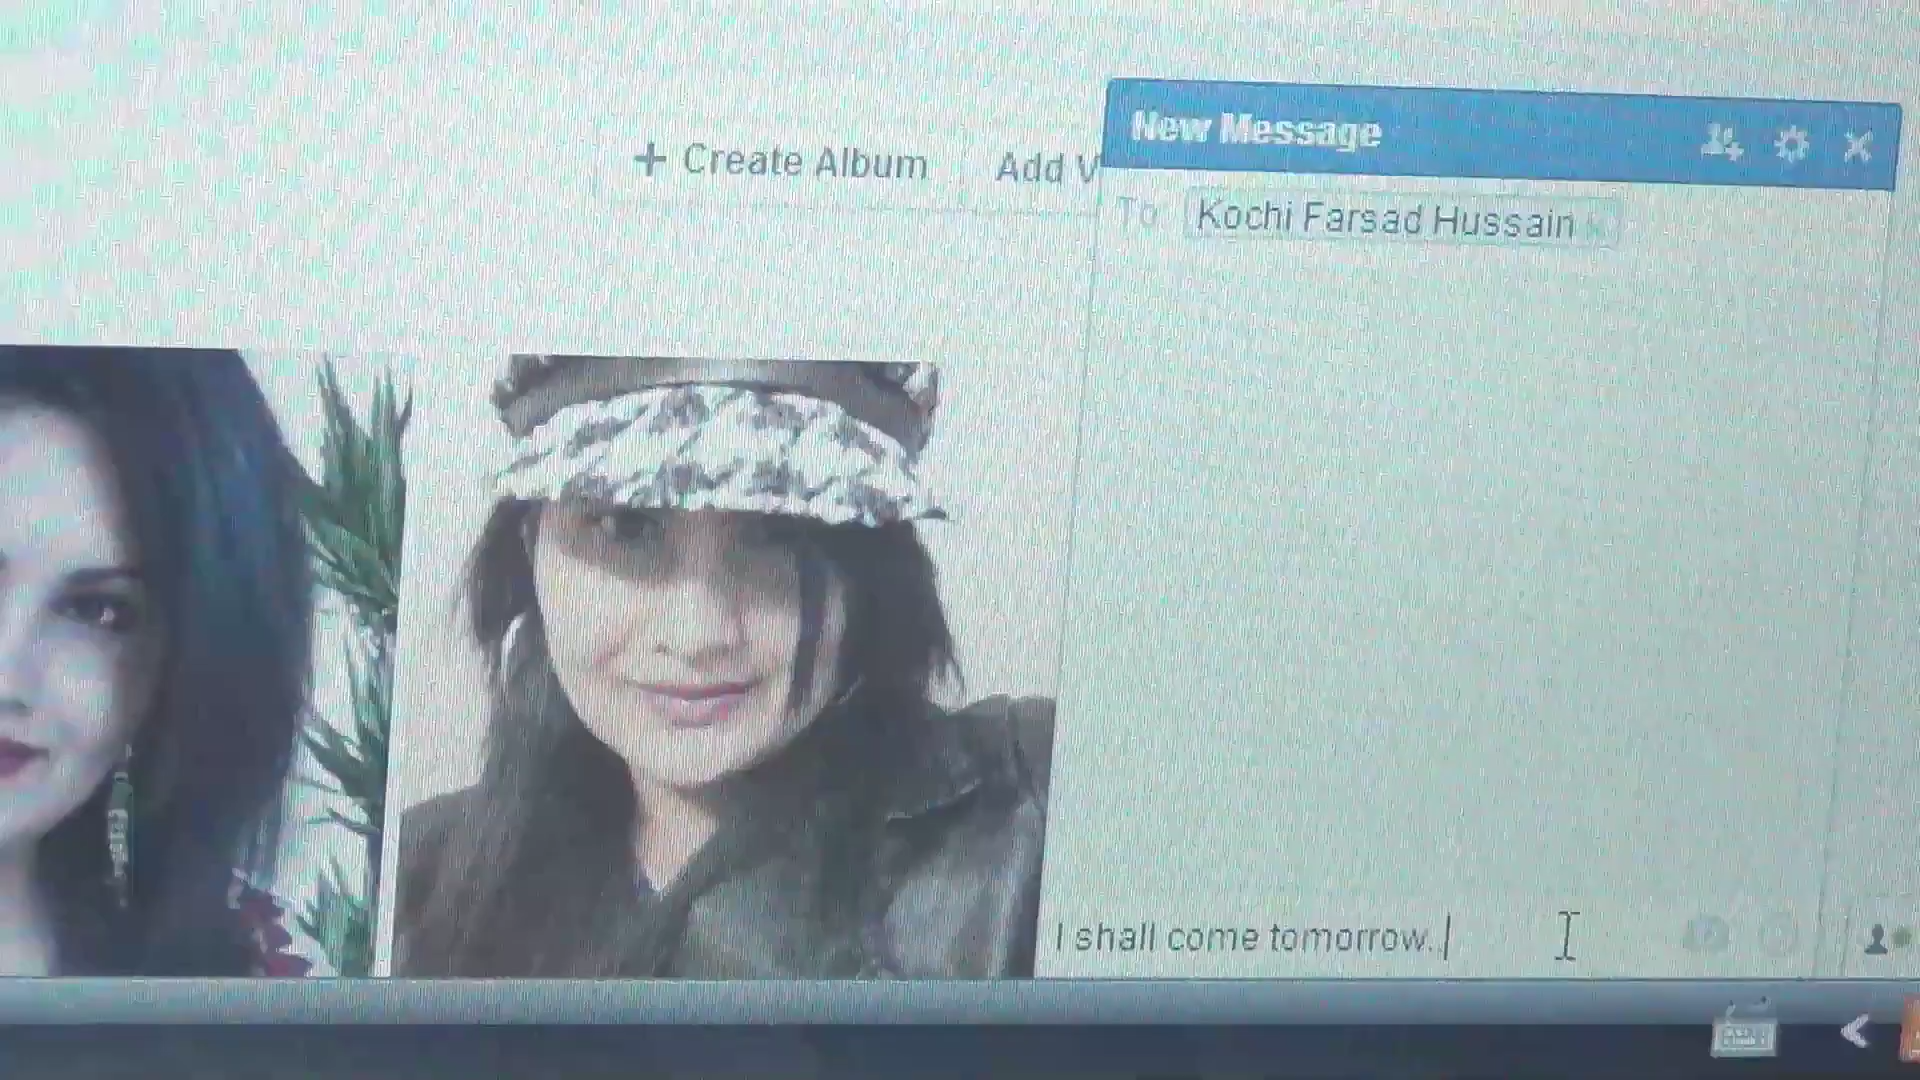 New Message
+ Create Album
Add V
To: Kochi Farsad Hussain
I shall come tomorrow..